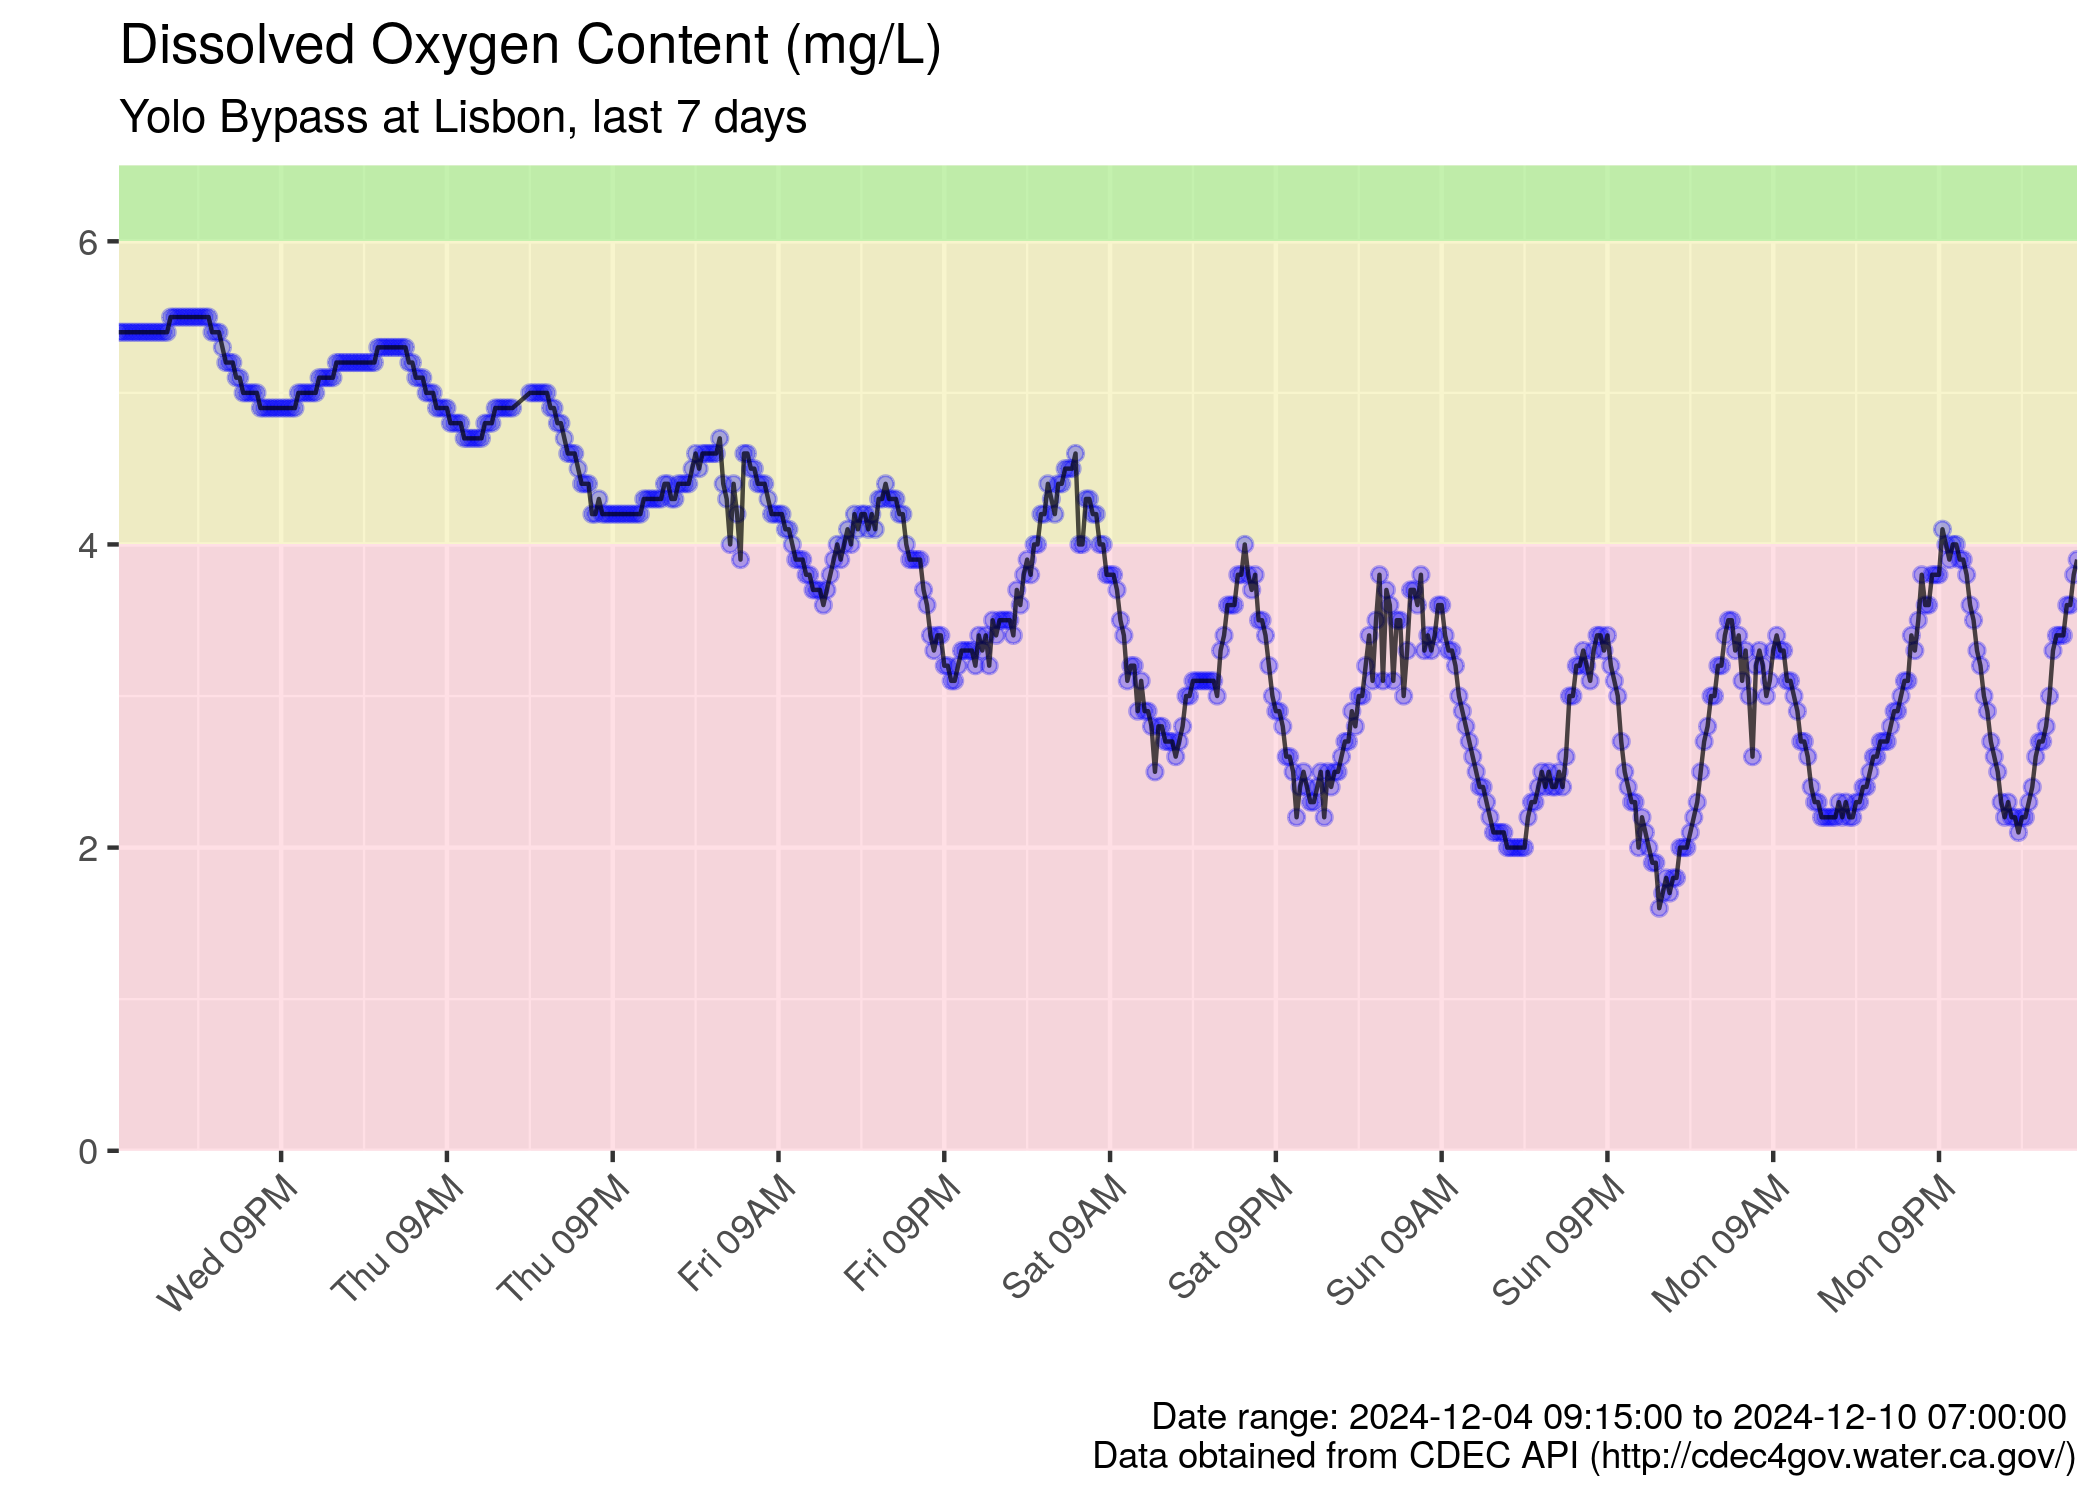 Dissolved Oxygen Content (mg/L)
Yolo Bypass at Lisbon, last 7 days
6
4
2
0
Wed 09PM
Thu 09AM
Thu 09PM
Fri 09AM
Fri 09PM
Sat 09AM
Sat 09PM
Sun 09AM
Sun 09PM
Mon 09AM
Mon 09PM
Date range: 2024-12-04 09:15:00 to 2024-12-10 07:00:00
Data obtained from CDEC API (http://cdec4gov.water.ca.gov/)